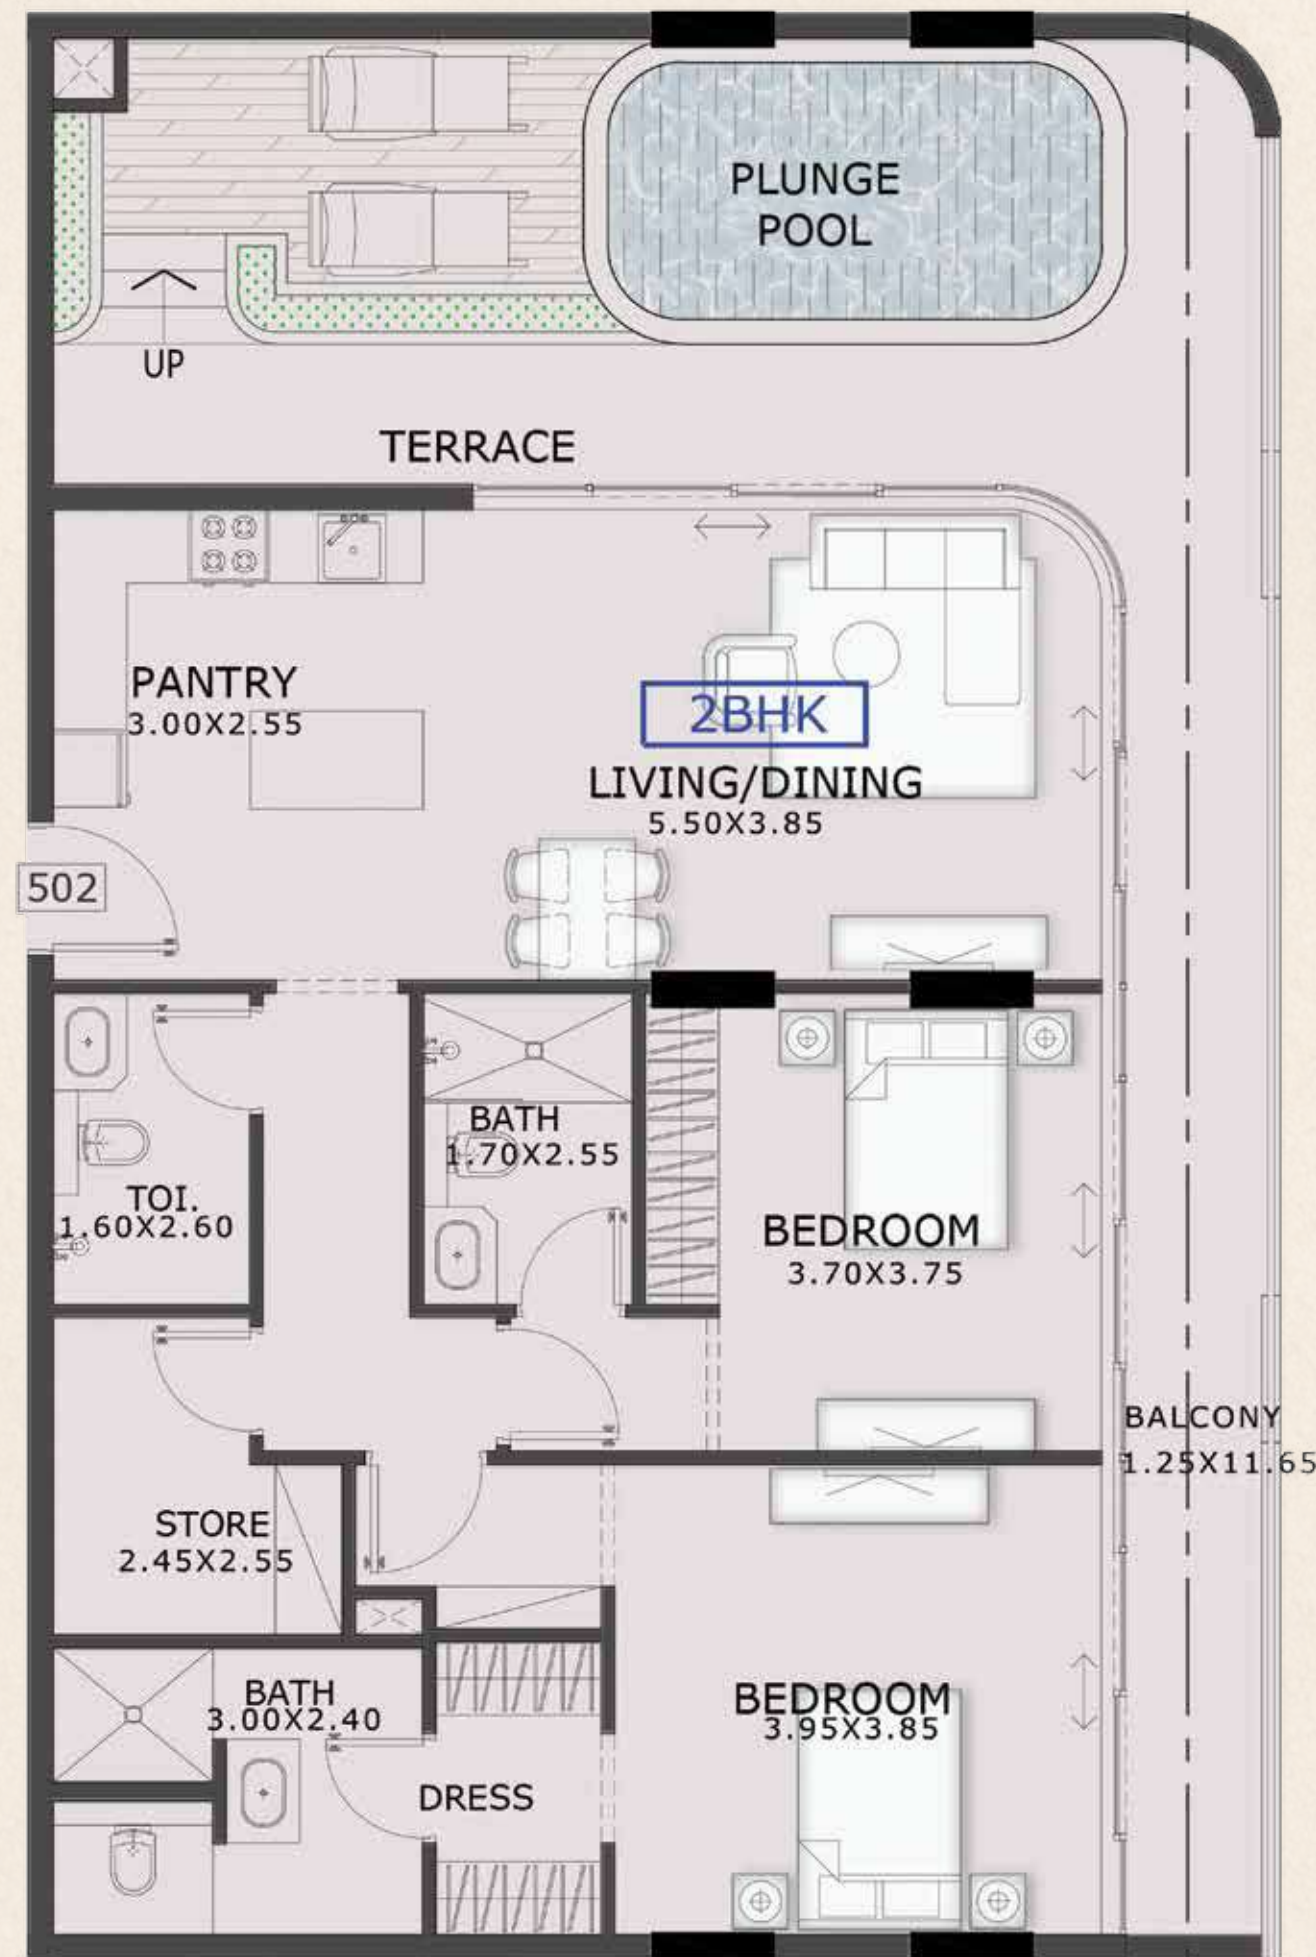 PLUNGE
POOL
UP
TERRACE
PANTRY
3.00X2.55
2BHK
LIVING/DINING
5.50X3.85
502
BATH
1.70X2.55
TOI.
1.60X2.60
BEDROOM
3.70X3.75
BALCONY
1.25X11.65
STORE
2.45X2.55
BATH
3.00X2.40
BEDROOM
3.95X3.85
DRESS